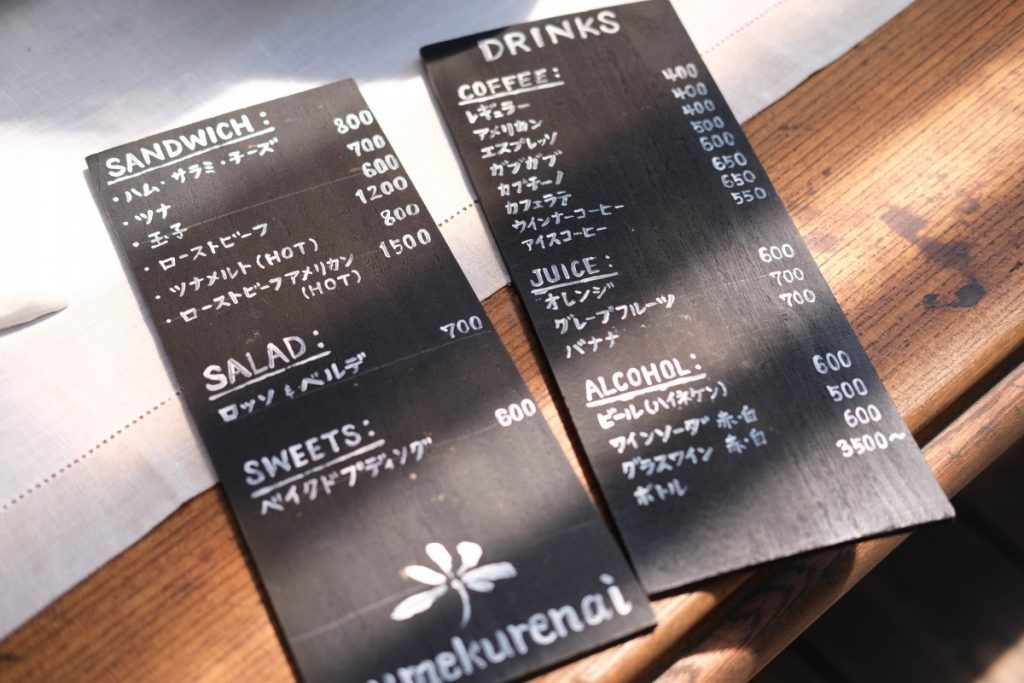 SANDWICH:
・ハム・サラミ・チーズ 800
・ツナ 700
・玉子 600
・ローストビーフ 1200
・ツナメルト(HOT) 800
・ローストビーフアメリカン 1500
(HOT)
SALAD:
ロッソ&ベルデ 700
SWEETS:
ベイクドプディング 600
umekurenai
DRINKS
COFFEE:
レギュラー 400
アメリカン 400
エスプレッソ 400
ガブガブ 500
カプチーノ 600
カフェラテ 650
ウインナーコーヒー 650
アイスコーヒー 550
JUICE:
オレンジ 600
グレープフルーツ 700
バナナ 700
ALCOHOL:
ビール(ハイネケン) 600
ワインソーダ 赤・白 500
グラスワイン 赤・白 600
ボトル 3500～